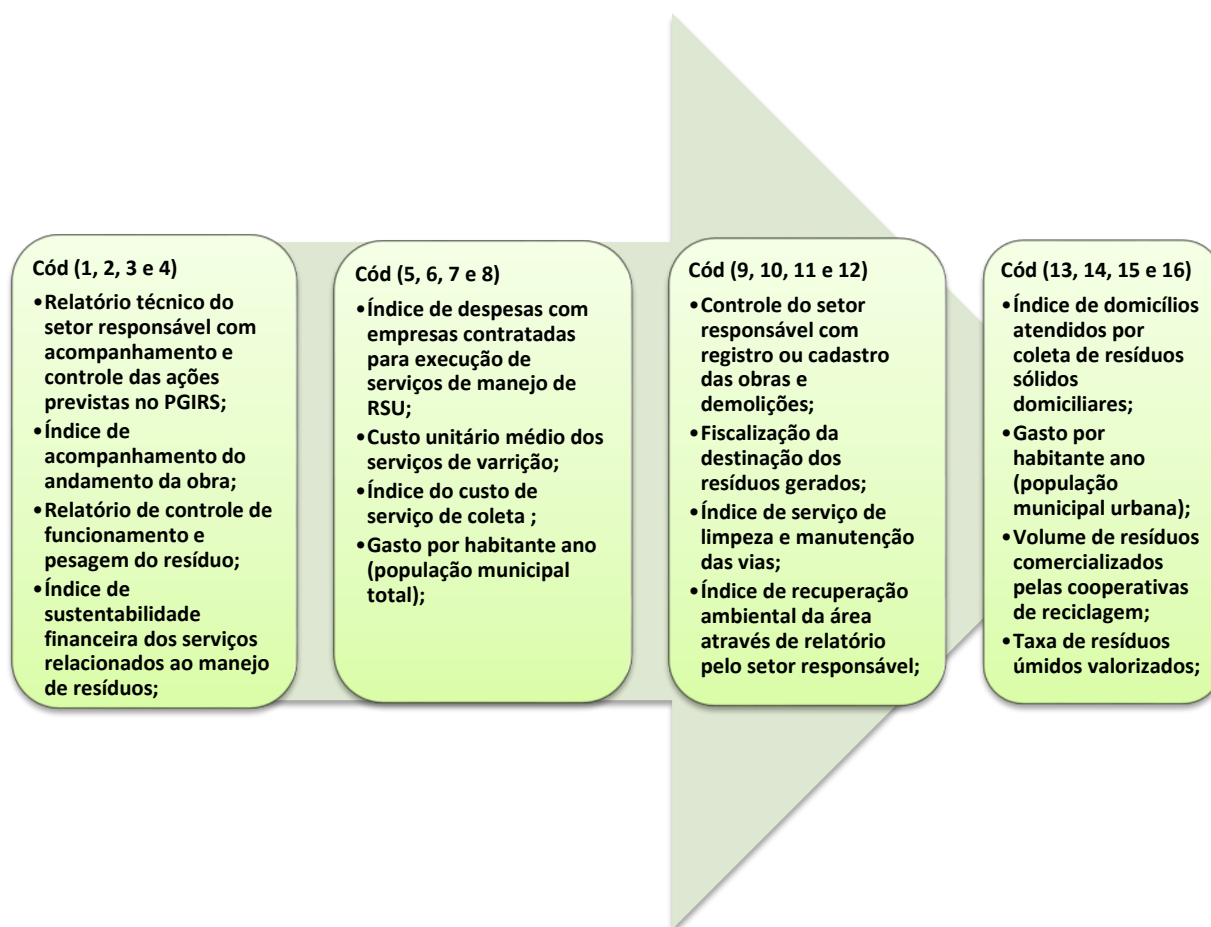 Cód (1, 2, 3 e 4)
•Relatório técnico do
setor responsável com
acompanhamento e
controle das ações
previstas no PGIRS;
•Índice de
acompanhamento do
andamento da obra;
•Relatório de controle de
funcionamento e
pesagem do resíduo;
•Índice de
sustentabilidade
financeira dos serviços
relacionados ao manejo
de resíduos;
Cód (5, 6, 7 e 8)
•Índice de despesas com
empresas contratadas
para execução de
serviços de manejo de
RSU;
•Custo unitário médio dos
serviços de varrição;
•Índice do custo de
serviço de coleta ;
•Gasto por habitante ano
(população municipal
total);
Cód (9, 10, 11 e 12)
•Controle do setor
responsável com
registro ou cadastro
das obras e
demolições;
•Fiscalização da
destinação dos
resíduos gerados;
•Índice de serviço de
limpeza e manutenção
das vias;
•Índice de recuperação
ambiental da área
através de relatório
pelo setor responsável;
Cód (13, 14, 15 e 16)
•Índice de domicílios
atendidos por
coleta de resíduos
sólidos
domiciliares;
•Gasto por
habitante ano
(população
municipal urbana);
•Volume de resíduos
comercializados
pelas cooperativas
de reciclagem;
•Taxa de resíduos
úmidos valorizados;